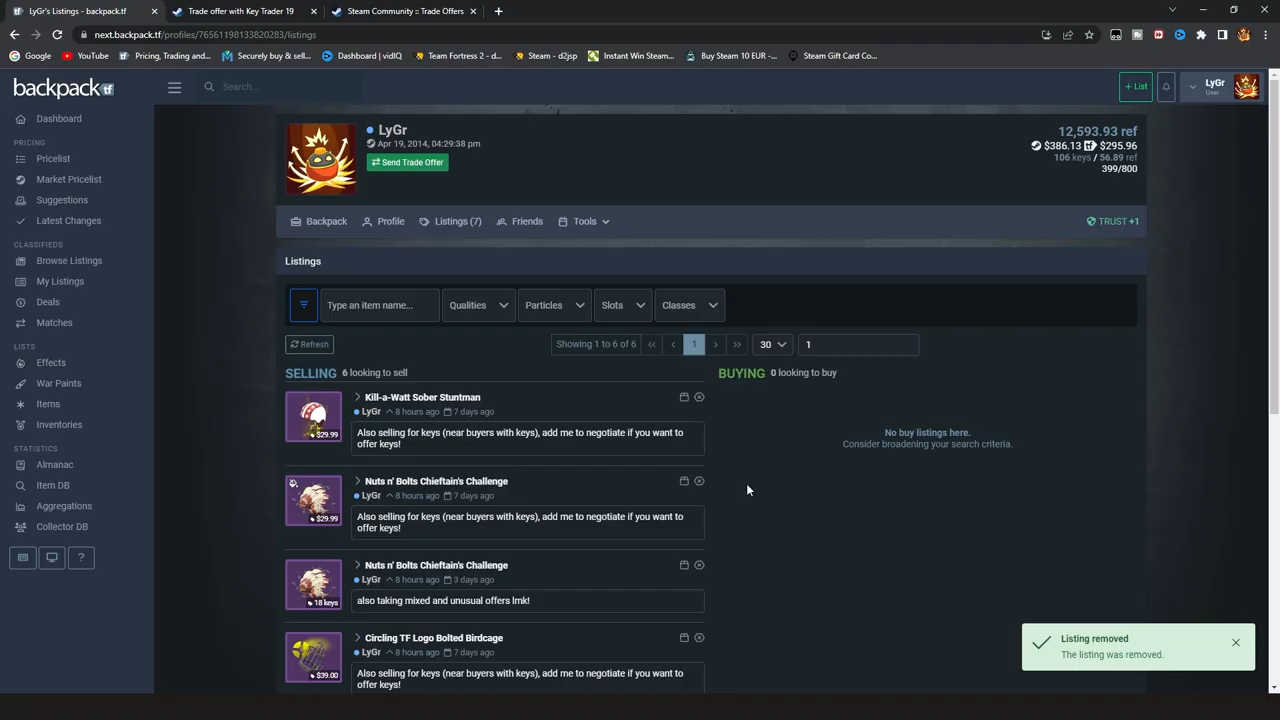 LyGr's Listings - backpack.tf
Trade offer with Key Trader 19
Steam Community :: Trade Offers
next.backpack.tf/profiles/76561198133820283/listings
Google
YouTube
Pricing, Trading an...
Securely buy & sell...
Dashboard | vidIQ
Team Fortress 2 - d...
Steam - d2jsp
Instant Win Steam...
Buy Steam 10 EUR -...
Steam Gift Card Co...
backpack tf
Search...
+ List
LyGr
User
Dashboard
PRICING
Pricelist
Market Pricelist
Suggestions
Latest Changes
CLASSIFIEDS
Browse Listings
My Listings
Deals
Matches
LISTS
Effects
War Paints
Items
Inventories
STATISTICS
Almanac
Item DB
Aggregations
Collector DB
?
LyGr
Apr 19, 2014, 04:29:38 pm
Send Trade Offer
12,593.93 ref
$386.13 tf $295.96
106 keys / 56.89 ref
399/800
Backpack
Profile
Listings (7)
Friends
Tools
TRUST +1
Listings
Type an item name...
Qualities
Particles
Slots
Classes
Refresh
Showing 1 to 6 of 6
«
‹
1
›
»
30
1
SELLING 6 looking to sell
BUYING 0 looking to buy
Kill-a-Watt Sober Stuntman
LyGr 8 hours ago 7 days ago
$29.99
Also selling for keys (near buyers with keys), add me to negotiate if you want to
offer keys!
Nuts n' Bolts Chieftain's Challenge
LyGr 8 hours ago 7 days ago
$29.99
Also selling for keys (near buyers with keys), add me to negotiate if you want to
offer keys!
Nuts n' Bolts Chieftain's Challenge
LyGr 8 hours ago 3 days ago
18 keys
also taking mixed and unusual offers lmk!
Circling TF Logo Bolted Birdcage
LyGr 8 hours ago 7 days ago
$39.00
Also selling for keys (near buyers with keys), add me to negotiate if you want to
offer keys!
No buy listings here.
Consider broadening your search criteria.
Listing removed
The listing was removed.